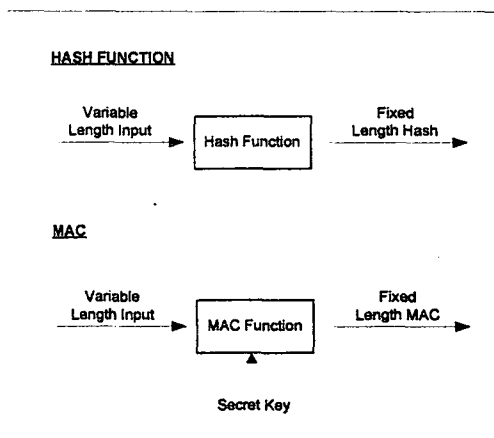 HASH FUNCTION
Variable
Length Input
Hash Function
Fixed
Length Hash
MAC
Variable
Length Input
MAC Function
Fixed
Length MAC
Secret Key